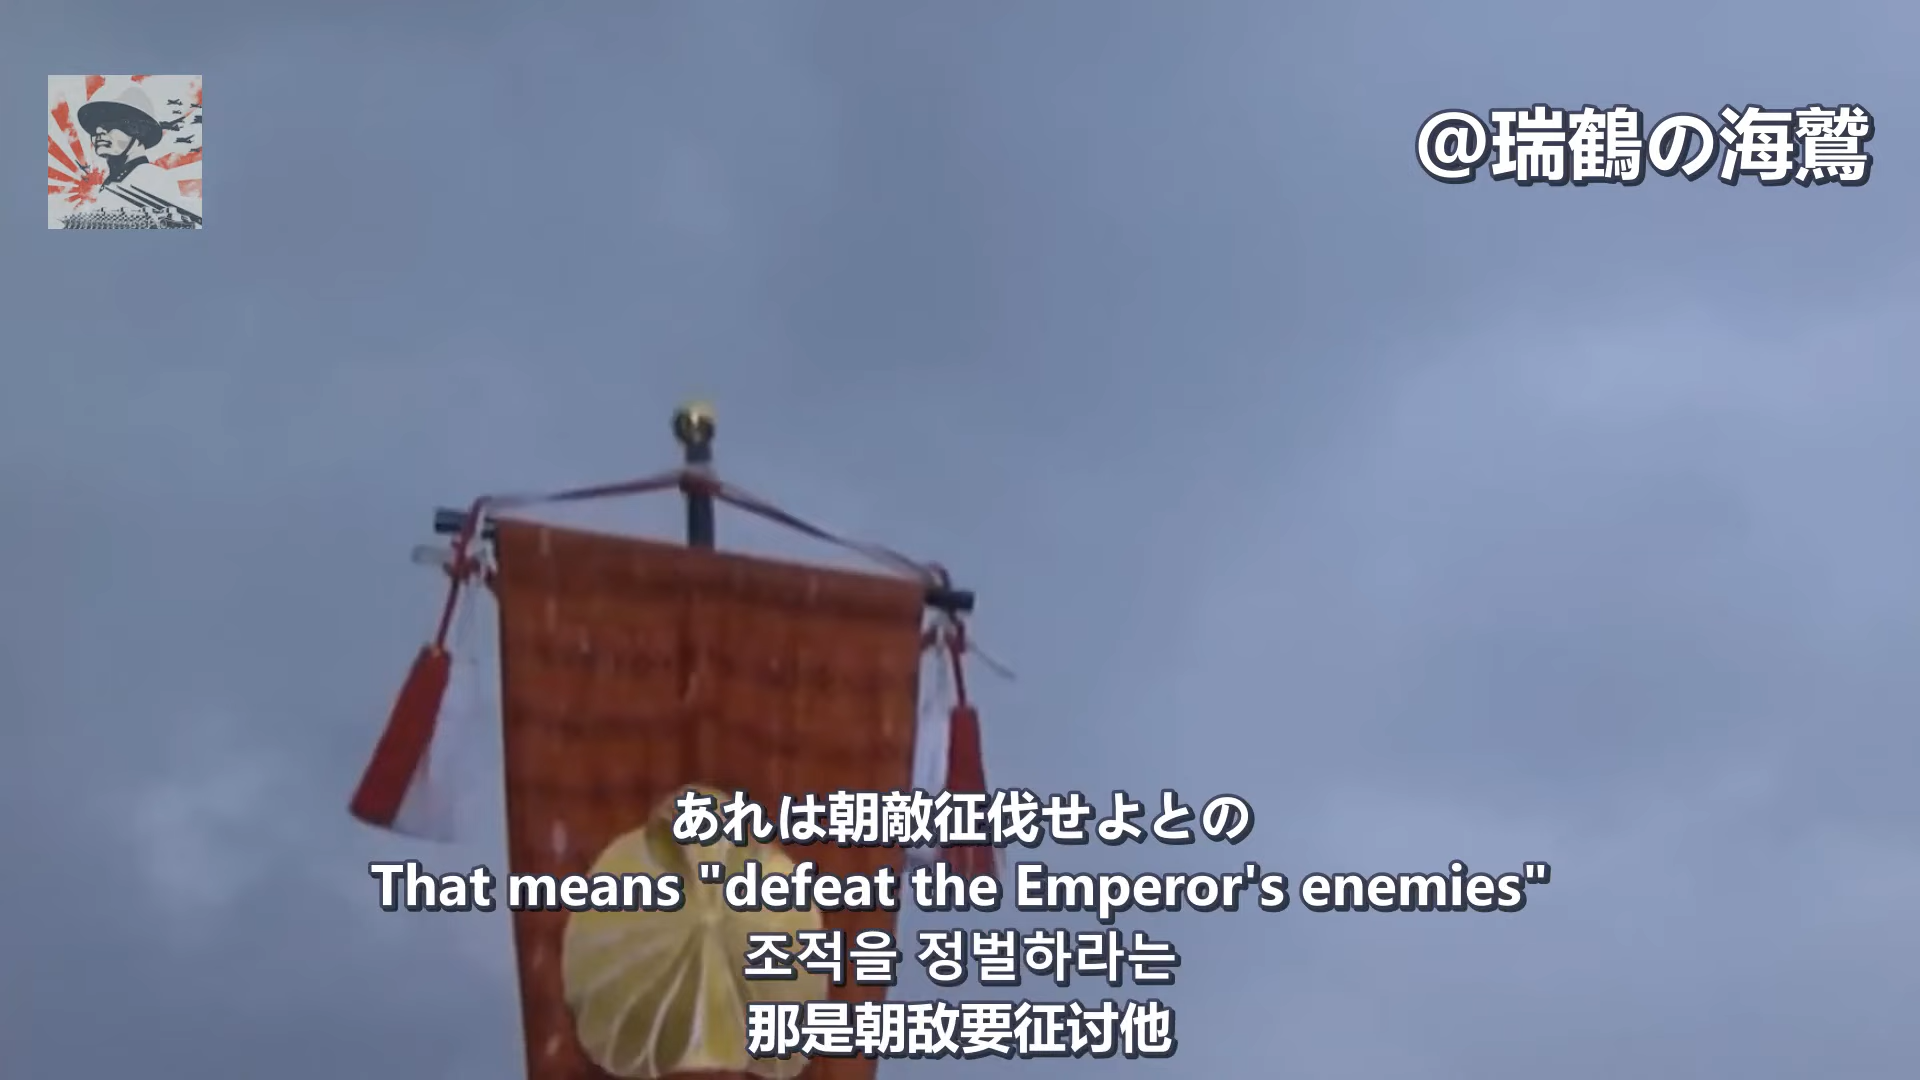 @瑞鶴の海鷲
あれは朝敵征伐せよとの
That means "defeat the Emperor's enemies"
조적을 정벌하라는
那是朝敌要征讨他